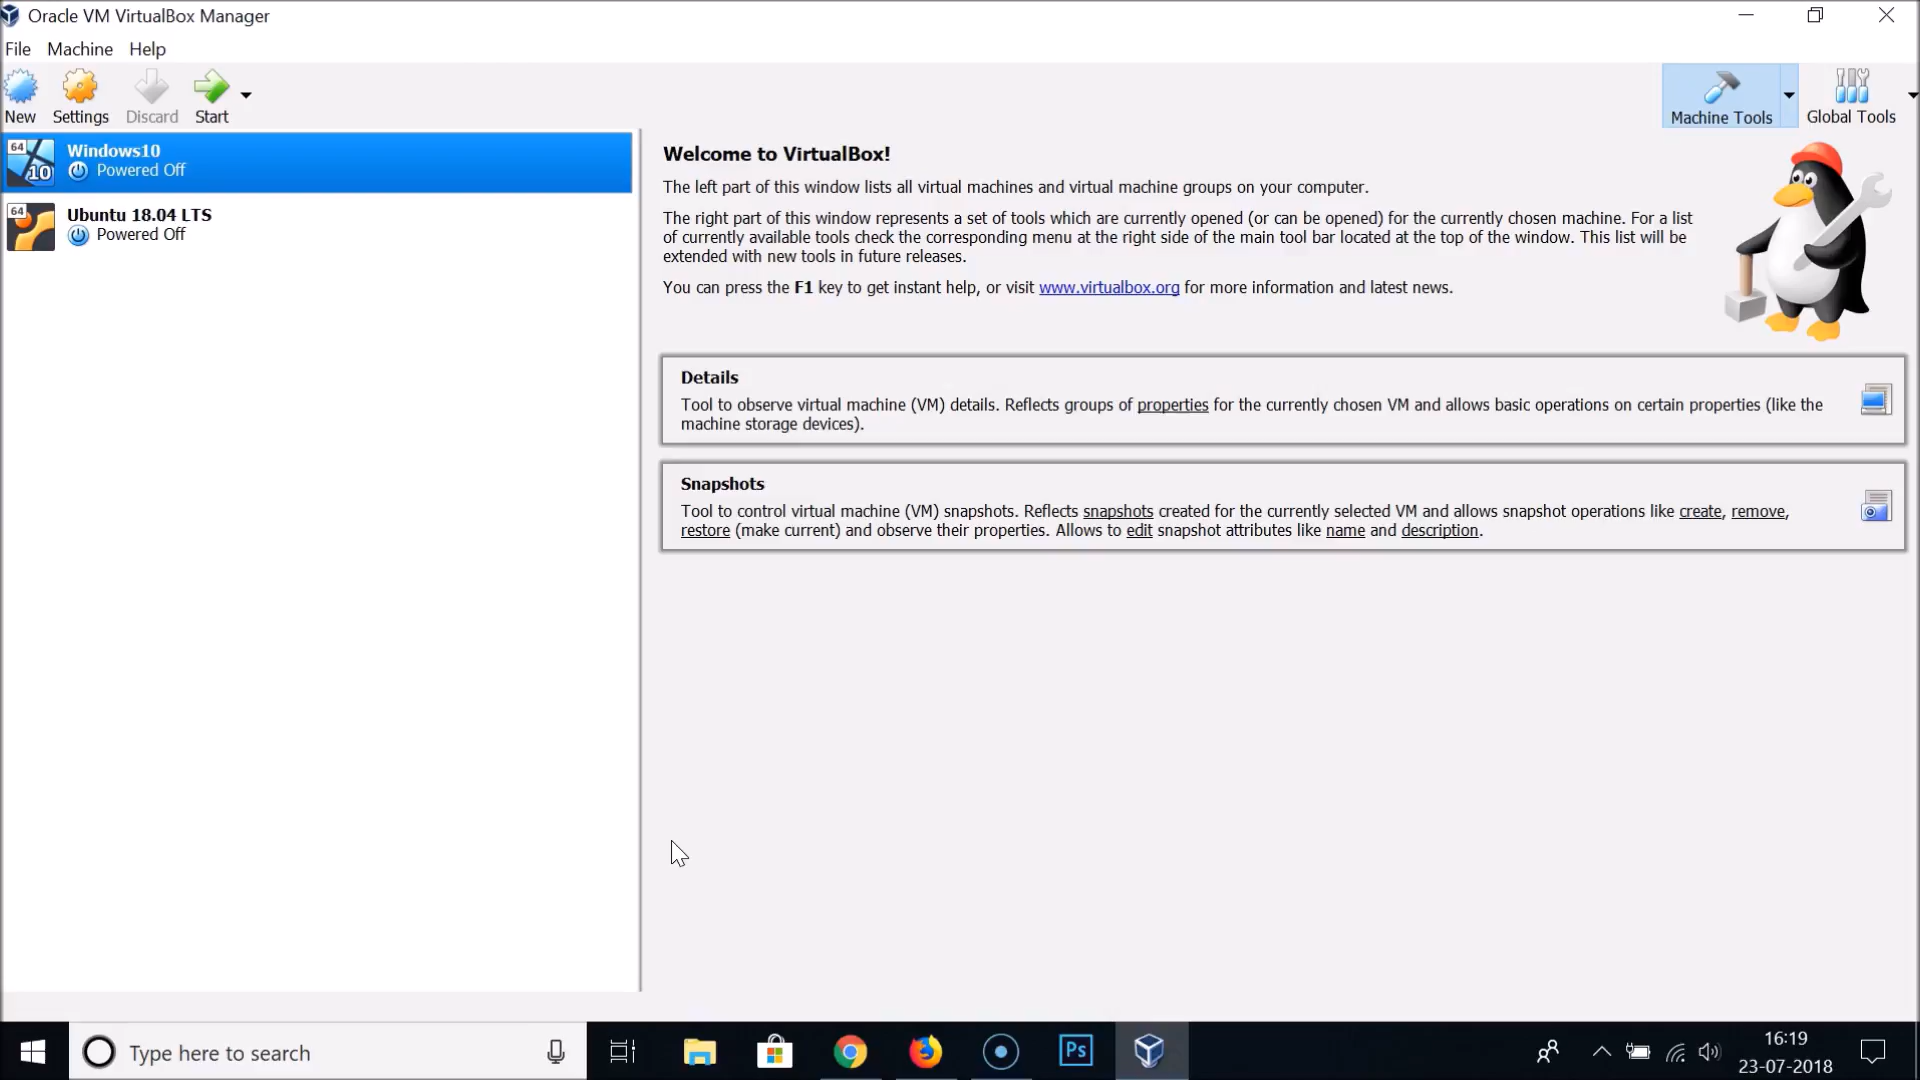 Oracle VM VirtualBox Manager
File Machine Help
New Settings Discard Start
Machine Tools Global Tools
64
10
Windows10
Powered Off
64
Ubuntu 18.04 LTS
Powered Off
Welcome to VirtualBox!
The left part of this window lists all virtual machines and virtual machine groups on your computer.
The right part of this window represents a set of tools which are currently opened (or can be opened) for the currently chosen machine. For a list
of currently available tools check the corresponding menu at the right side of the main tool bar located at the top of the window. This list will be
extended with new tools in future releases.
You can press the F1 key to get instant help, or visit www.virtualbox.org for more information and latest news.
Details
Tool to observe virtual machine (VM) details. Reflects groups of properties for the currently chosen VM and allows basic operations on certain properties (like the
machine storage devices).
Snapshots
Tool to control virtual machine (VM) snapshots. Reflects snapshots created for the currently selected VM and allows snapshot operations like create, remove,
restore (make current) and observe their properties. Allows to edit snapshot attributes like name and description.
Type here to search
Ps
16:19
23-07-2018